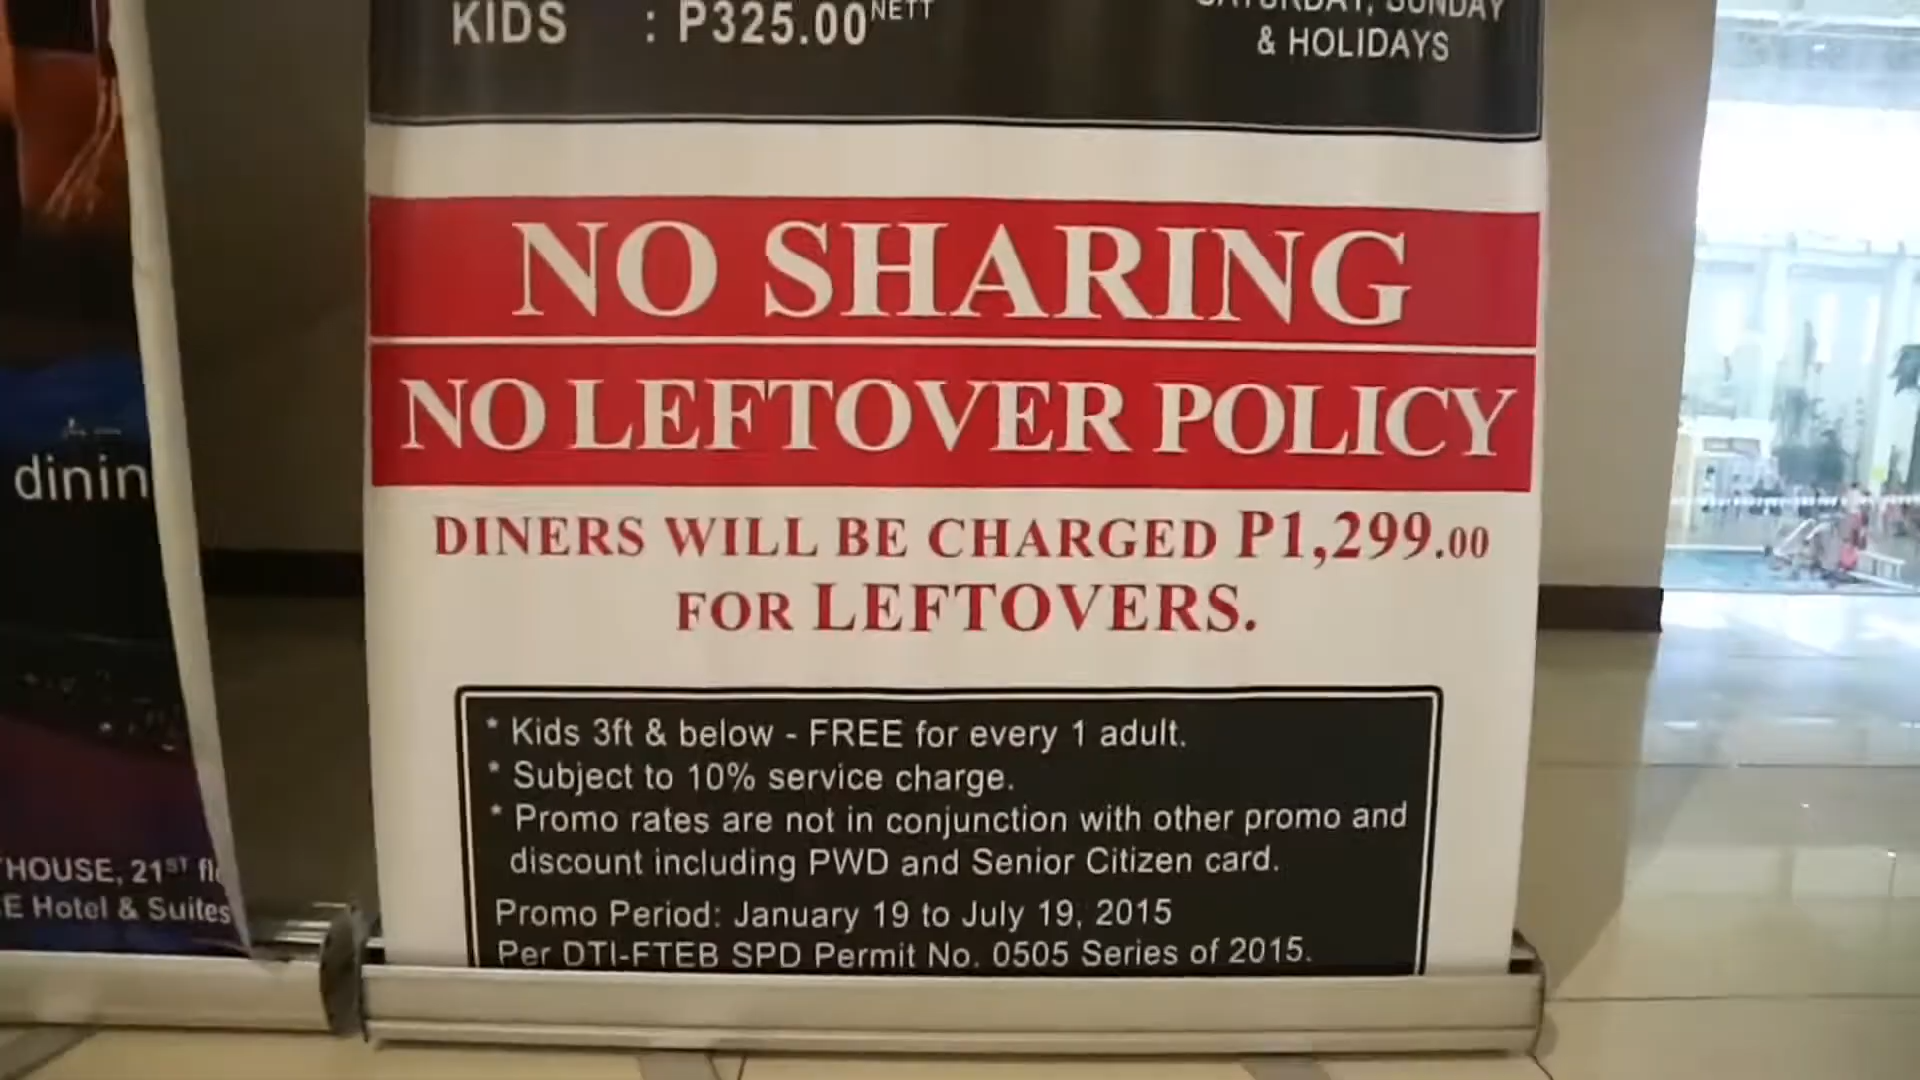 KIDS : P325.00 NETT
SATURDAY, SUNDAY
& HOLIDAYS
NO SHARING
NO LEFTOVER POLICY
DINERS WILL BE CHARGED P1,299.00
FOR LEFTOVERS.
* Kids 3ft & below - FREE for every 1 adult.
* Subject to 10% service charge.
* Promo rates are not in conjunction with other promo and
discount including PWD and Senior Citizen card.
Promo Period: January 19 to July 19, 2015
Per DTI-FTEB SPD Permit No. 0505 Series of 2015.
dinin
HOUSE, 21ST fl
E Hotel & Suites